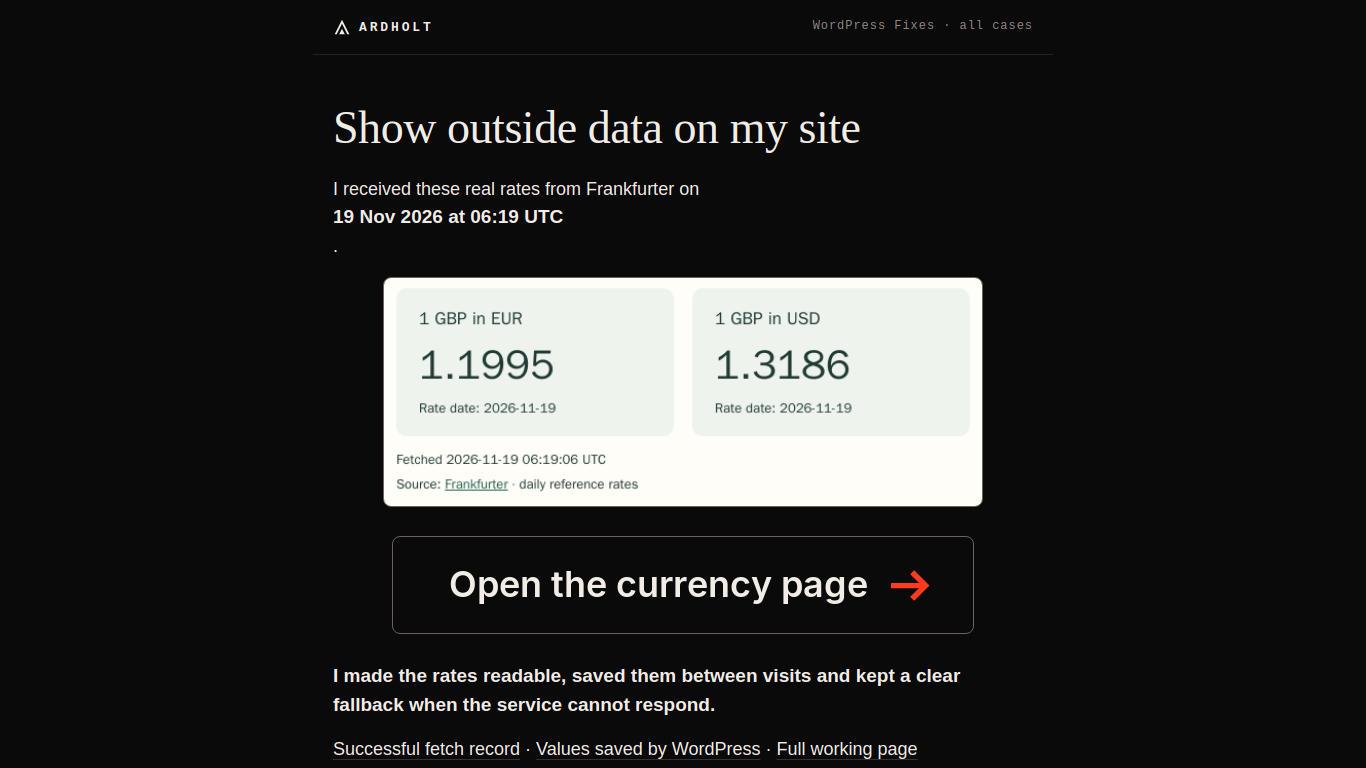 ARDHOLT
WordPress Fixes · all cases
Show outside data on my site
I received these real rates from Frankfurter on
19 Nov 2026 at 06:19 UTC
.
1 GBP in EUR
1.1995
Rate date: 2026-11-19
1 GBP in USD
1.3186
Rate date: 2026-11-19
Fetched 2026-11-19 06:19:06 UTC
Source: Frankfurter · daily reference rates
Open the currency page →
I made the rates readable, saved them between visits and kept a clear
fallback when the service cannot respond.
Successful fetch record · Values saved by WordPress · Full working page